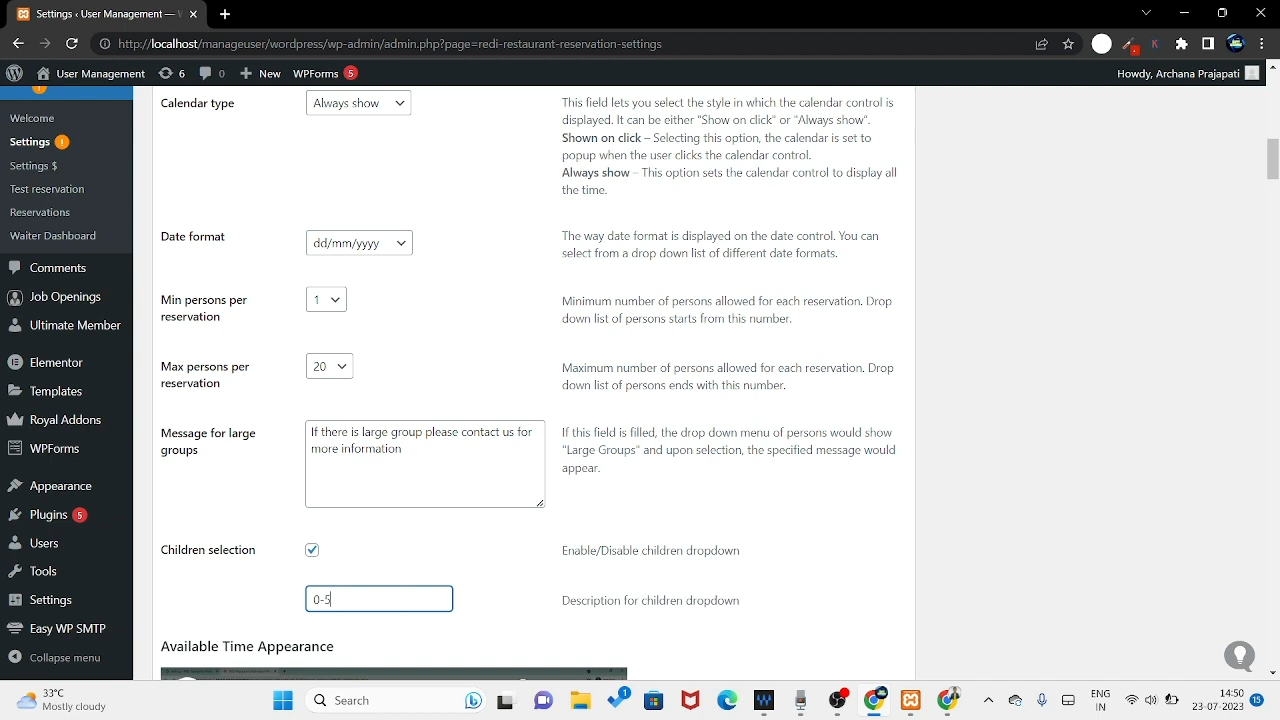 Settings ‹ User Management — V
http://localhost/manageuser/wordpress/wp-admin/admin.php?page=redi-restaurant-reservation-settings
User Management 6 0 New WPForms 5 Howdy, Archana Prajapati
Welcome
Settings !
Settings $
Test reservation
Reservations
Waiter Dashboard
Comments
Job Openings
Ultimate Member
Elementor
Templates
Royal Addons
WPForms
Appearance
Plugins 5
Users
Tools
Settings
Easy WP SMTP
Collapse menu
Calendar type
Always show
This field lets you select the style in which the calendar control is
displayed. It can be either "Show on click" or "Always show".
Shown on click – Selecting this option, the calendar is set to
popup when the user clicks the calendar control.
Always show – This option sets the calendar control to display all
the time.
Date format
dd/mm/yyyy
The way date format is displayed on the date control. You can
select from a drop down list of different date formats.
Min persons per
reservation
1
Minimum number of persons allowed for each reservation. Drop
down list of persons starts from this number.
Max persons per
reservation
20
Maximum number of persons allowed for each reservation. Drop
down list of persons ends with this number.
Message for large
groups
If there is large group please contact us for
more information
If this field is filled, the drop down menu of persons would show
"Large Groups" and upon selection, the specified message would
appear.
Children selection
Enable/Disable children dropdown
0-5
Description for children dropdown
Available Time Appearance
33°C
Mostly cloudy
Search
1
ENG
IN
14:50
23-07-2023
15